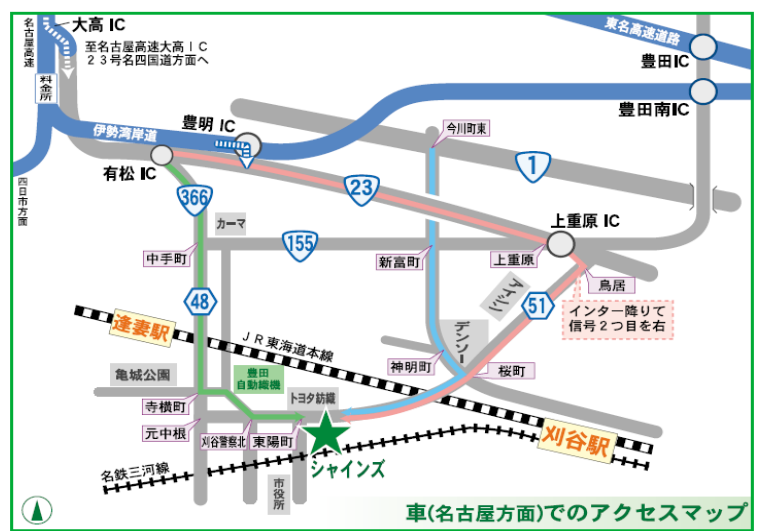 大高 IC
名古屋高速
至名古屋高速大高ＩＣ
２３号名四国道方面へ
料金所
東名高速道路
豊田IC
豊田南IC
豊明 IC
伊勢湾岸道
今川町東
有松 IC
四日市方面
1
23
366
カーマ
155
上重原 IC
中手町
新富町
上重原
鳥居
48
アイシン
51
インター降りて
信号２つ目を右
逢妻駅
ＪＲ東海道本線
デンソー
神明町
桜町
亀城公園
豊田
自動織機
トヨタ紡織
寺横町
元中根
刈谷警察北
東陽町
刈谷駅
シャインズ
名鉄三河線
市役所
車(名古屋方面)でのアクセスマップ